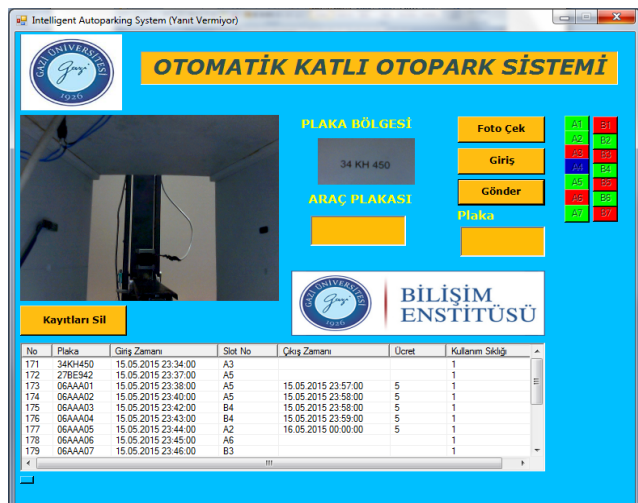 Intelligent Autoparking System (Yanıt Vermiyor)
GAZİ ÜNİVERSİTESİ
Gazi
1926
OTOMATİK KATLI OTOPARK SİSTEMİ
PLAKA BÖLGESİ
34 KH 450
ARAÇ PLAKASI
Foto Çek
Giriş
Gönder
Plaka
A1 B1
A2 B2
A3 B3
A4 B4
A5 B5
A6 B6
A7 B7
GAZİ ÜNİVERSİTESİ
Gazi
1926
BİLİŞİM
ENSTİTÜSÜ
Kayıtları Sil
No Plaka Giriş Zamanı Slot No Çıkış Zamanı Ücret Kullanım Sıklığı
171 34KH450 15.05.2015 23:34:00 A3 1
172 27BE942 15.05.2015 23:37:00 A5 1
173 06AAA01 15.05.2015 23:38:00 A5 15.05.2015 23:57:00 5 1
174 06AAA02 15.05.2015 23:40:00 A5 15.05.2015 23:58:00 5 1
175 06AAA03 15.05.2015 23:42:00 B4 15.05.2015 23:58:00 5 1
176 06AAA04 15.05.2015 23:43:00 B4 15.05.2015 23:59:00 5 1
177 06AAA05 15.05.2015 23:44:00 A2 16.05.2015 00:00:00 5 1
178 06AAA06 15.05.2015 23:45:00 A6 1
179 06AAA07 15.05.2015 23:46:00 B3 1